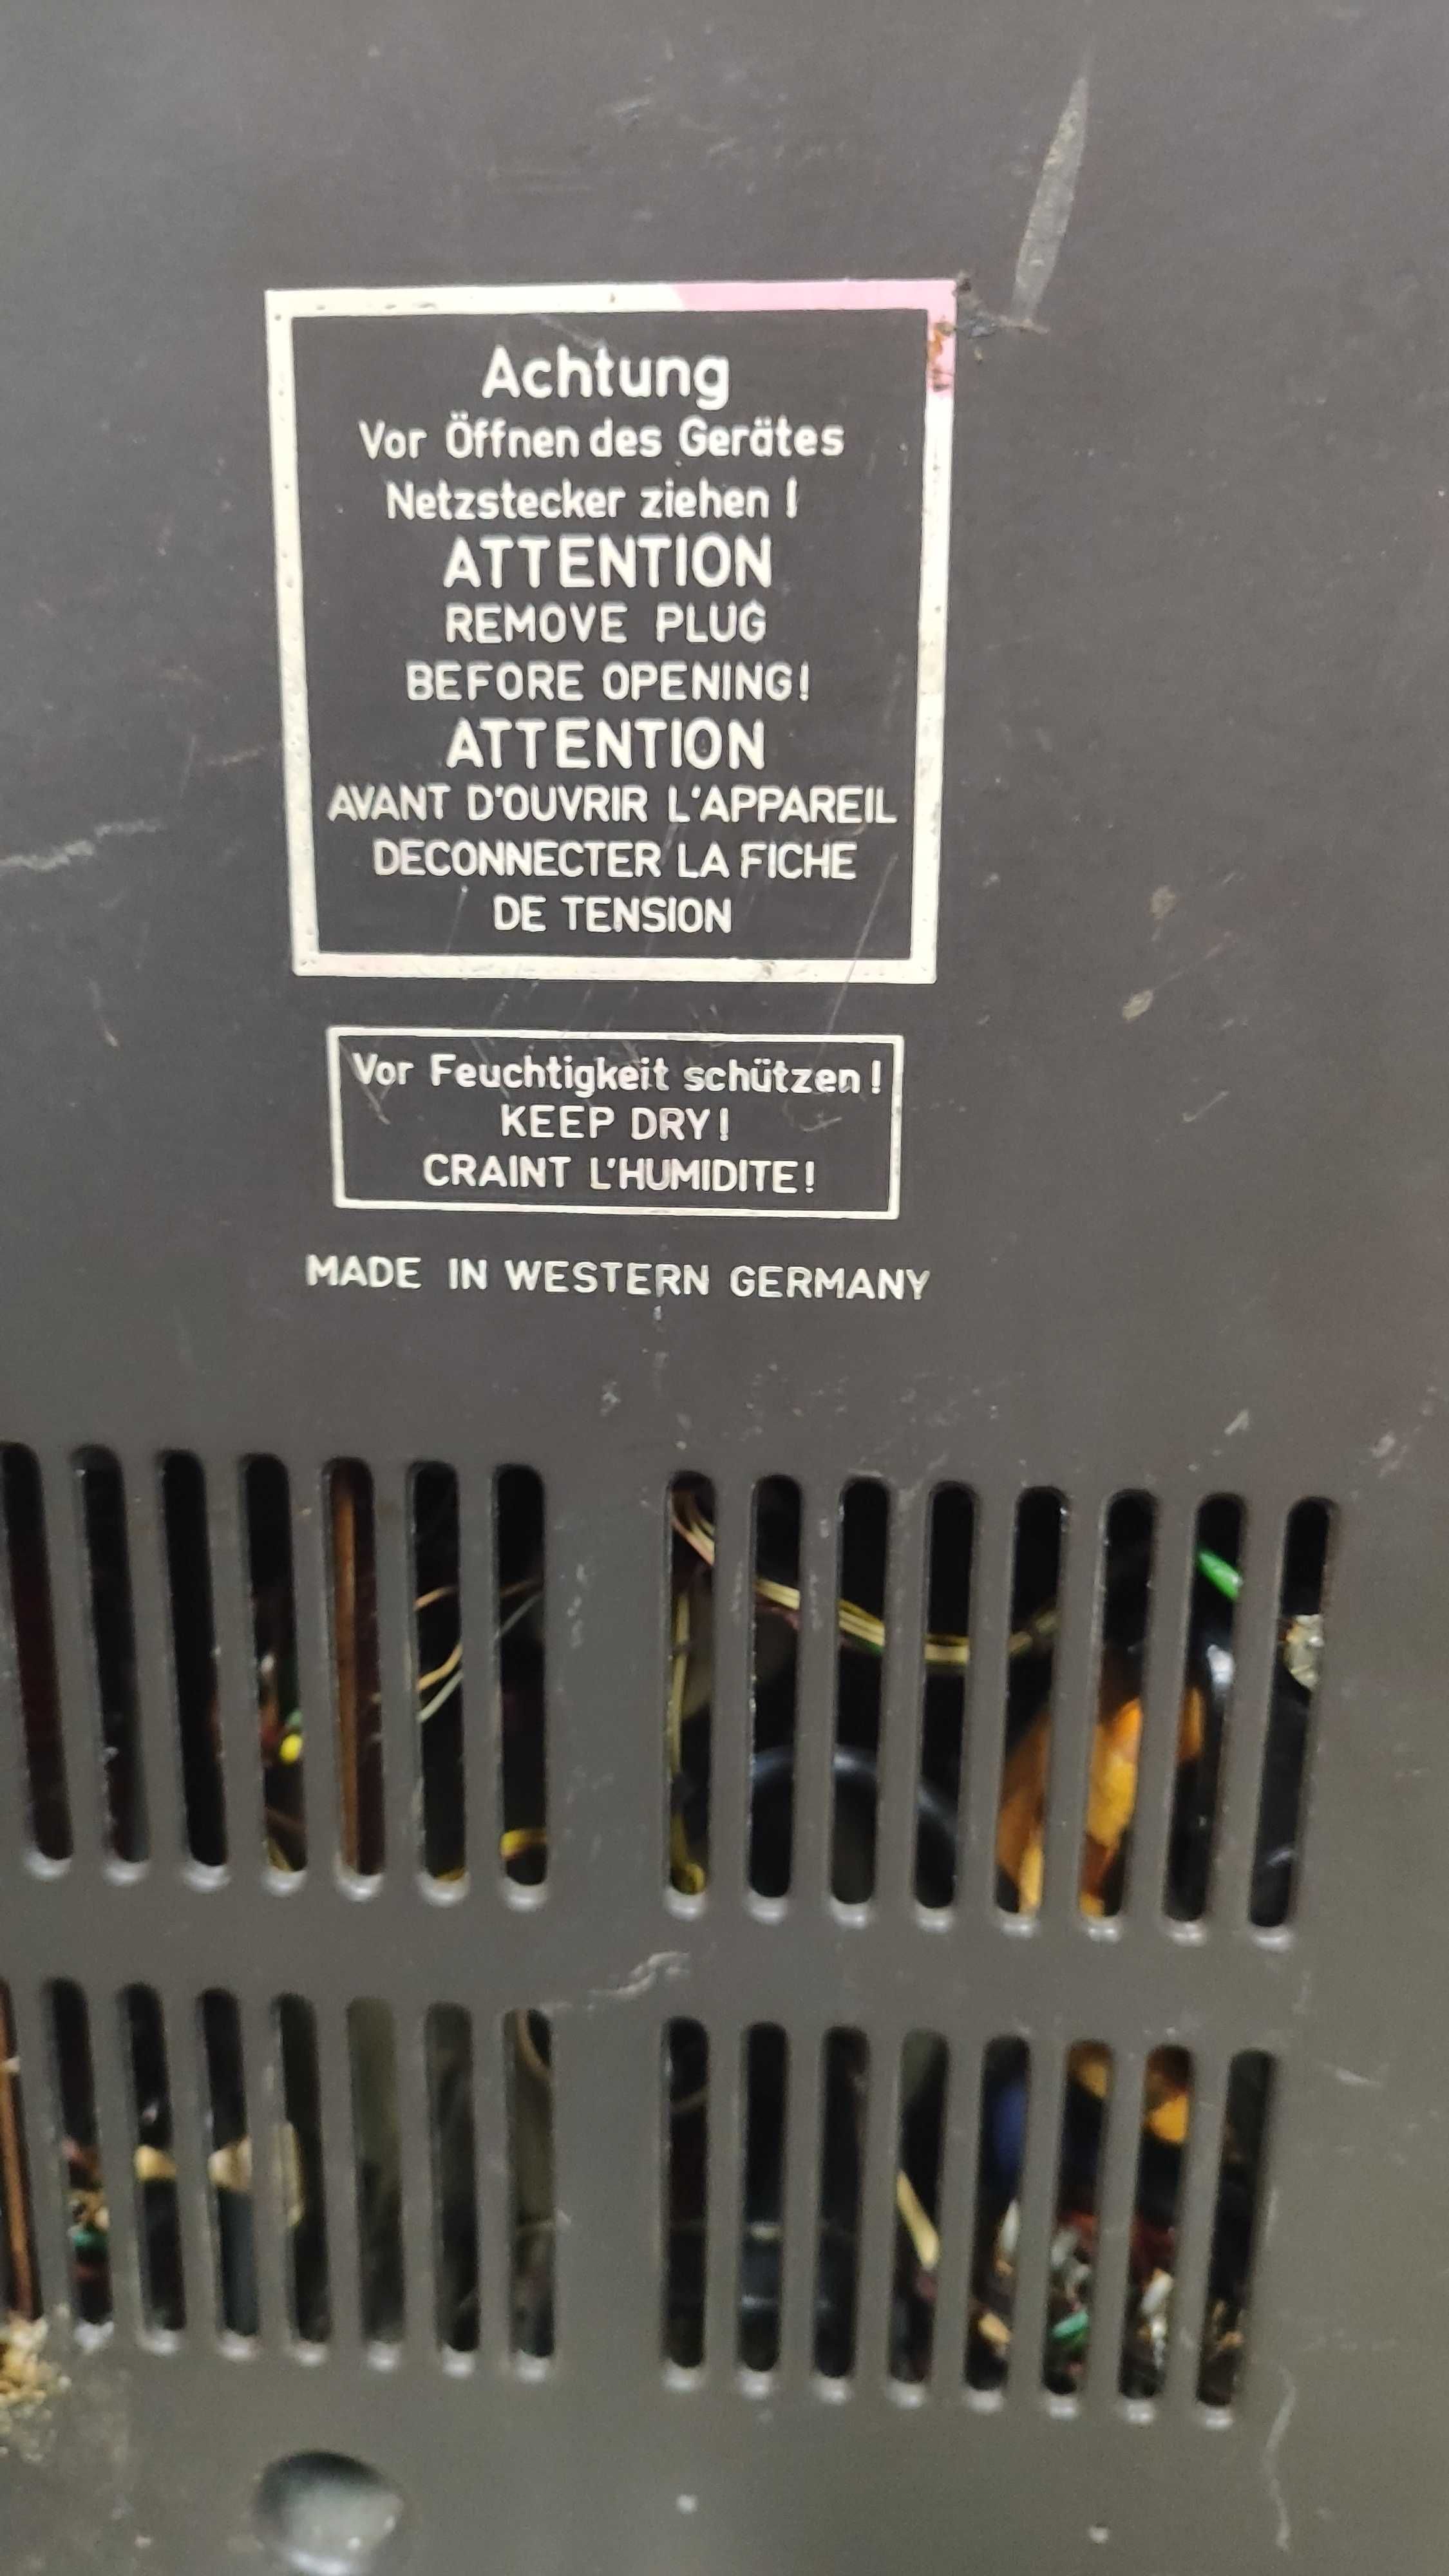 Achtung
Vor Öffnen des Gerätes
Netzstecker ziehen !
ATTENTION
REMOVE PLUG
BEFORE OPENING!
ATTENTION
AVANT D'OUVRIR L'APPAREIL
DECONNECTER LA FICHE
DE TENSION
Vor Feuchtigkeit schützen!
KEEP DRY!
CRAINT L'HUMIDITE!
MADE IN WESTERN GERMANY